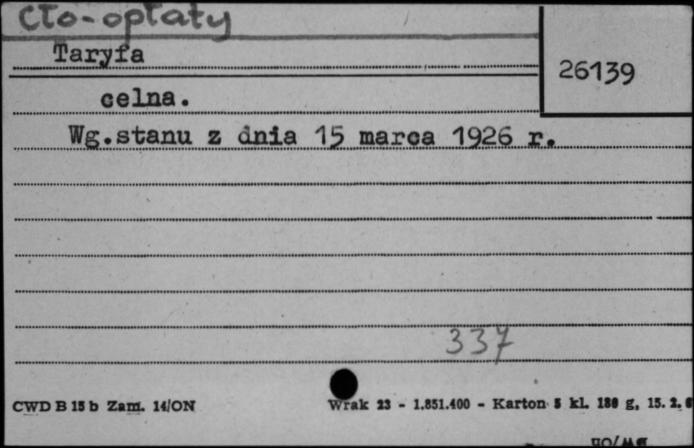 Cło-opłaty
Taryfa
26139
celna.
Wg.stanu z dnia 15 marca 1926 r.
337
CWD B 15 b Zam. 14/ON
Wrak 23 - 1.851.400 - Karton 5 kl. 180 g, 15. 2.